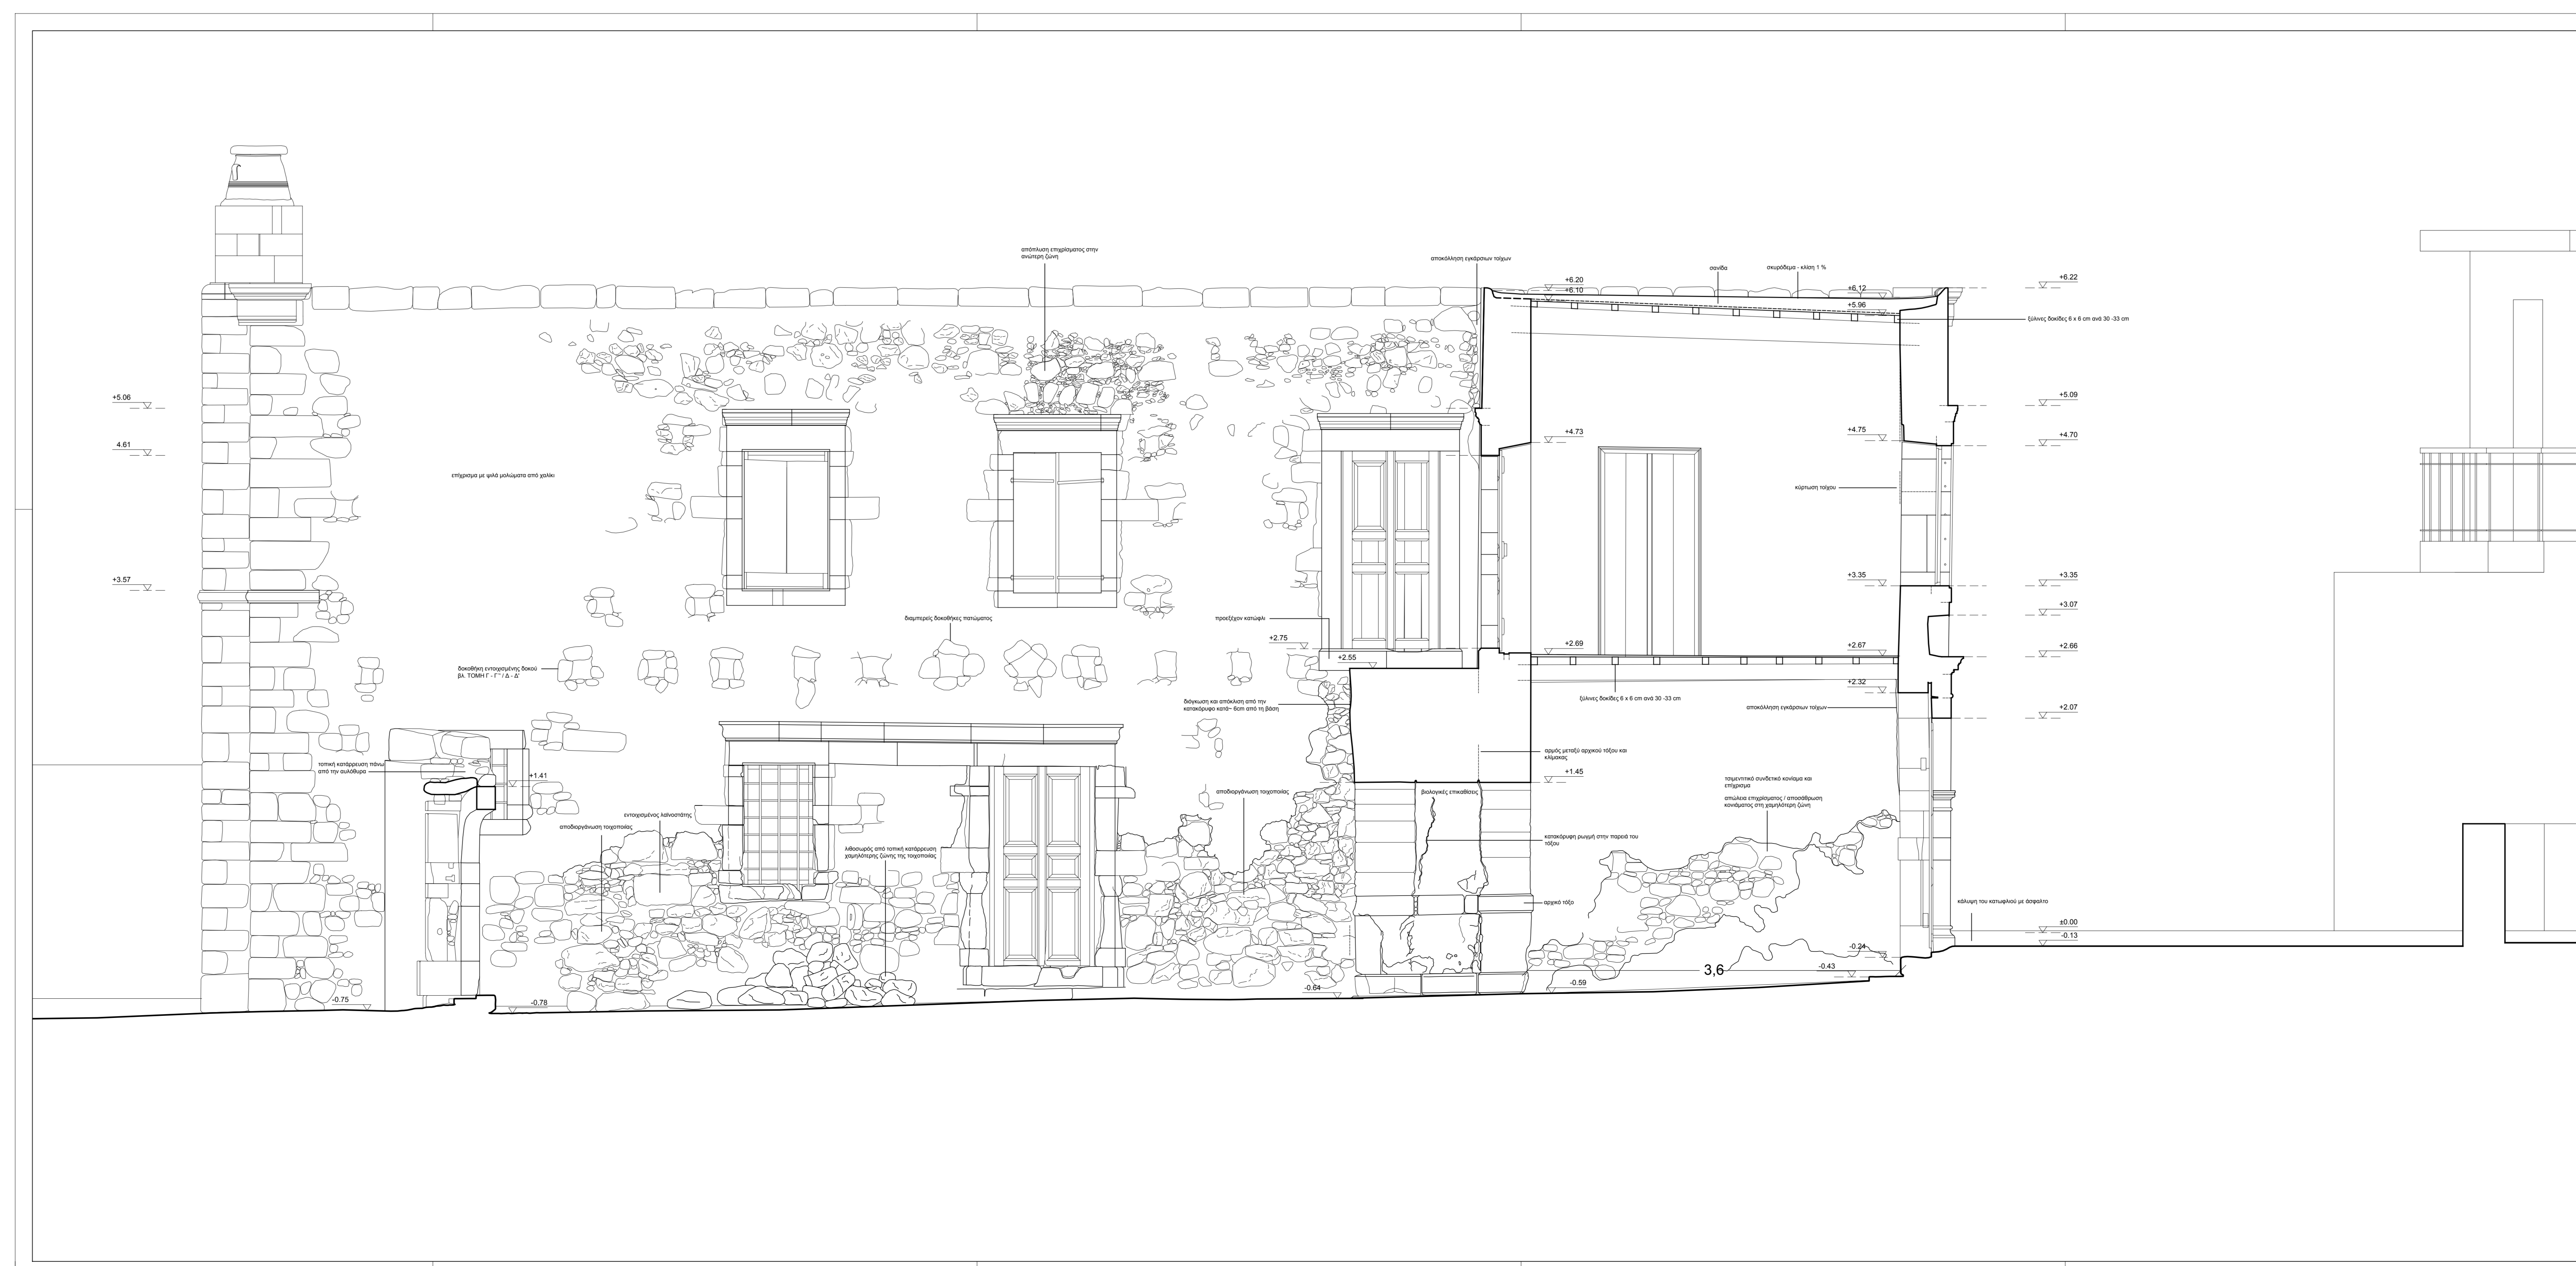 απόπλυση επιχρίσματος στην
ανώτερη ζώνη
αποκόλληση εγκάρσιων τοίχων
σανίδα
σκυρόδεμα - κλίση 1 %
+6.20
+6.10
+6.12
+5.96
+6.22
ξύλινες δοκίδες 6 x 6 cm ανά 30 -33 cm
+5.06
4.61
+3.57
+5.09
+4.73
+4.75
+4.70
επίχρισμα με ψιλά μολώματα από χαλίκι
κύρτωση τοίχου
+3.35
+3.35
+3.07
διαμπερείς δοκοθήκες πατώματος
προεξέχον κατώφλι
+2.75
+2.55
+2.69
+2.67
+2.66
δοκοθήκη εντοιχισμένης δοκού
βλ. ΤΟΜΗ Γ - Γ'' / Δ - Δ'
+2.32
ξύλινες δοκίδες 6 x 6 cm ανά 30 -33 cm
διόγκωση και απόκλιση από την
κατακόρυφο κατά~ 6cm από τη βάση
αποκόλληση εγκάρσιων τοίχων
+2.07
αρμός μεταξύ αρχικού τόξου και
κλίμακας
τοπική κατάρρευση πάνω
από την αυλόθυρα
+1.41
+1.45
τσιμεντιτικό συνδετικό κονίαμα και
επίχρισμα
απώλεια επιχρίσματος / αποσάθρωση
κονιάματος στη χαμηλότερη ζώνη
αποδιοργάνωση τοιχοποιίας
βιολογικές επικαθίσεις
εντοιχισμένος λαϊνοστάτης
αποδιοργάνωση τοιχοποιίας
κατακόρυφη ρωγμή στην παρειά του
τόξου
λιθοσωρός από τοπική κατάρρευση
χαμηλότερης ζώνης της τοιχοποιίας
αρχικό τόξο
κάλυψη του κατωφλιού με άσφαλτο
±0.00
-0.13
-0.24
3,6
-0.43
-0.59
-0.64
-0.75
-0.78